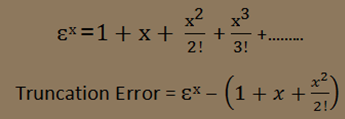 εˣ=1 + x + x²/2! + x³/3! +.........
Truncation Error = εˣ – (1 + x + x²/2!)